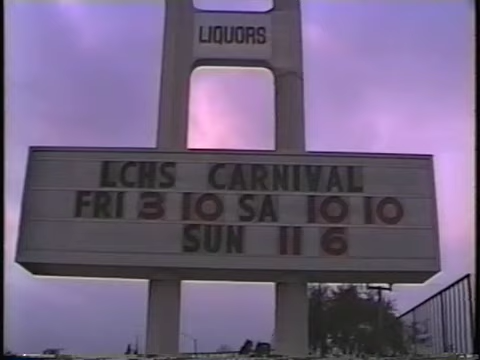 LIQUORS
LCHS CARNIVAL
FRI 3 10 SA 10 10
SUN 11 6